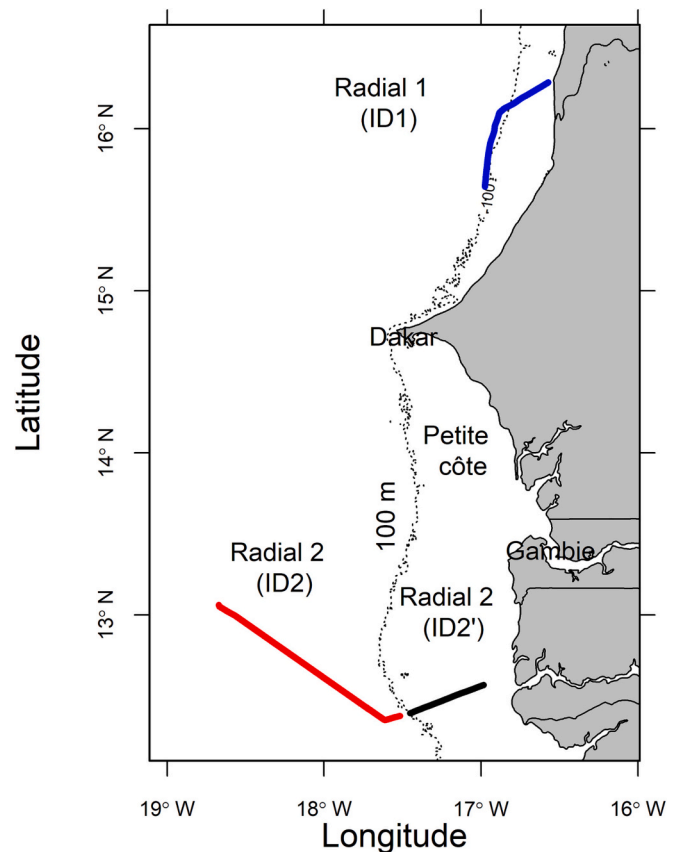 Radial 1
(ID1)
16° N
-100
15° N
Dakar
Latitude
14° N
Petite
côte
100 m
Gambie
Radial 2
(ID2)
Radial 2
(ID2')
13° N
19° W
18° W
17° W
16° W
Longitude